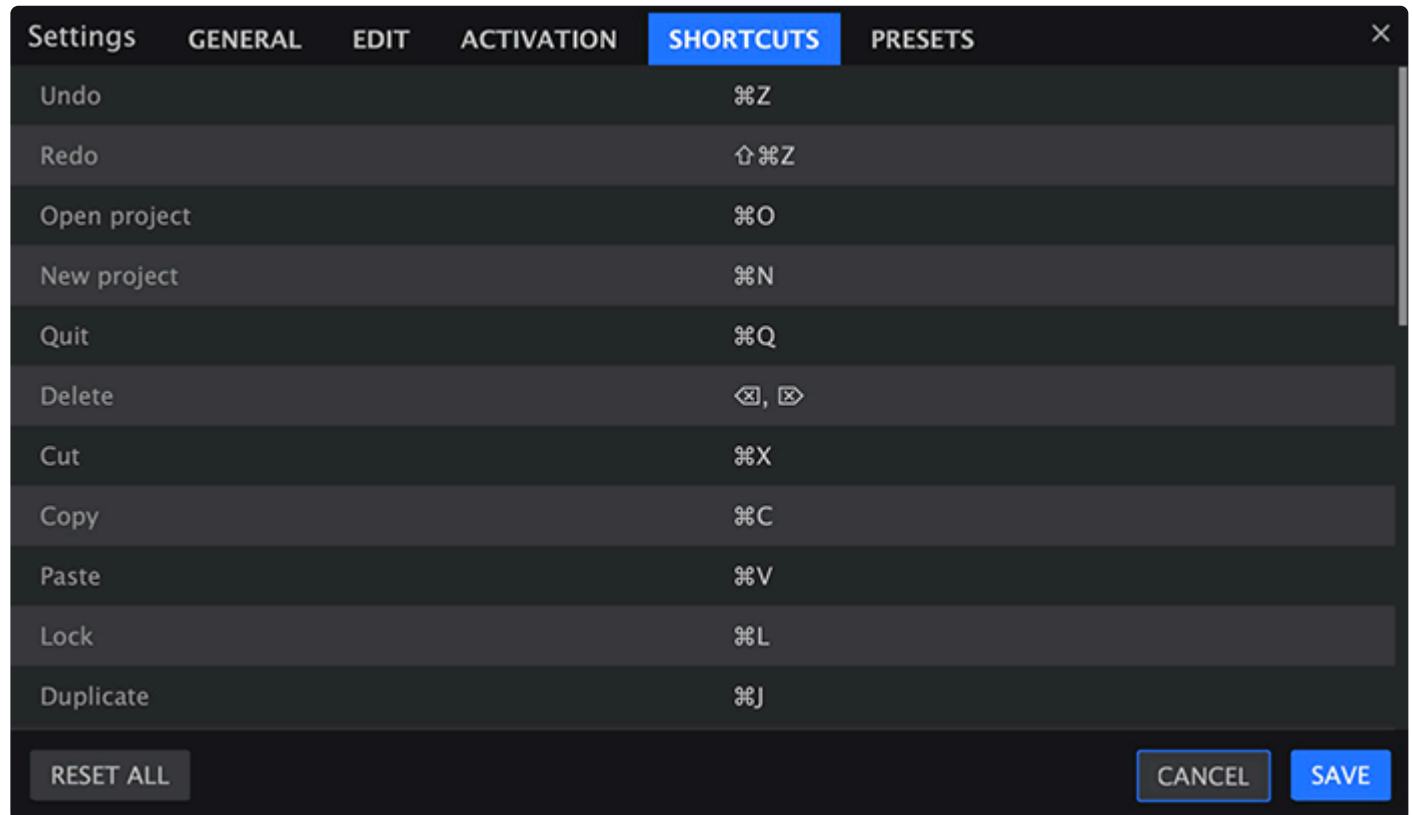 Settings GENERAL EDIT ACTIVATION SHORTCUTS PRESETS ×
Undo ⌘Z
Redo ⇧⌘Z
Open project ⌘O
New project ⌘N
Quit ⌘Q
Delete ⌫, ⌦
Cut ⌘X
Copy ⌘C
Paste ⌘V
Lock ⌘L
Duplicate ⌘J
RESET ALL CANCEL SAVE